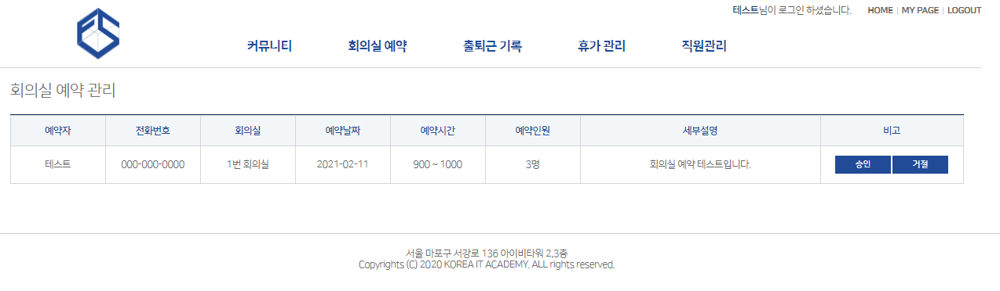 테스트님이 로그인 하셨습니다. HOME | MY PAGE | LOGOUT
FS
커뮤니티 회의실 예약 출퇴근 기록 휴가 관리 직원관리
회의실 예약 관리
예약자 전화번호 회의실 예약날짜 예약시간 예약인원 세부설명 비고
테스트 000-000-0000 1번 회의실 2021-02-11 900 ~ 1000 3명 회의실 예약 테스트입니다. 승인 거절
서울 마포구 서강로 136 아이비타워 2,3층
Copyrights (C) 2020 KOREA IT ACADEMY. ALL rights reserved.